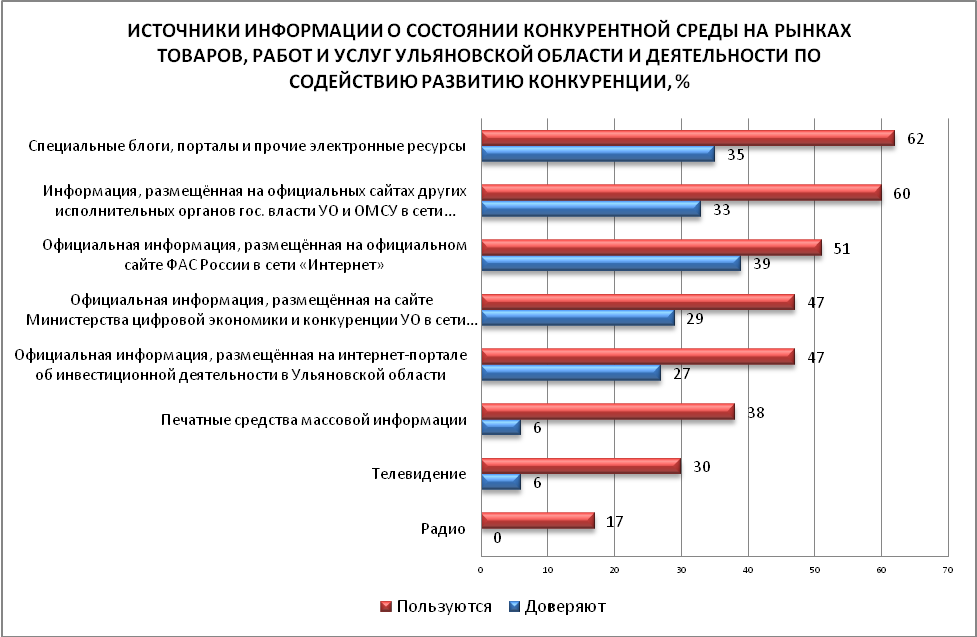 ИСТОЧНИКИ ИНФОРМАЦИИ О СОСТОЯНИИ КОНКУРЕНТНОЙ СРЕДЫ НА РЫНКАХ
ТОВАРОВ, РАБОТ И УСЛУГ УЛЬЯНОВСКОЙ ОБЛАСТИ И ДЕЯТЕЛЬНОСТИ ПО
СОДЕЙСТВИЮ РАЗВИТИЮ КОНКУРЕНЦИИ, %
Специальные блоги, порталы и прочие электронные ресурсы
62
35
Информация, размещённая на официальных сайтах других
исполнительных органов гос. власти УО и ОМСУ в сети...
60
33
Официальная информация, размещённая на официальном
сайте ФАС России в сети «Интернет»
51
39
Официальная информация, размещённая на сайте
Министерства цифровой экономики и конкуренции УО в сети...
47
29
Официальная информация, размещённая на интернет-портале
об инвестиционной деятельности в Ульяновской области
47
27
Печатные средства массовой информации
38
6
Телевидение
30
6
Радио
17
0
0 10 20 30 40 50 60 70
Пользуются Доверяют